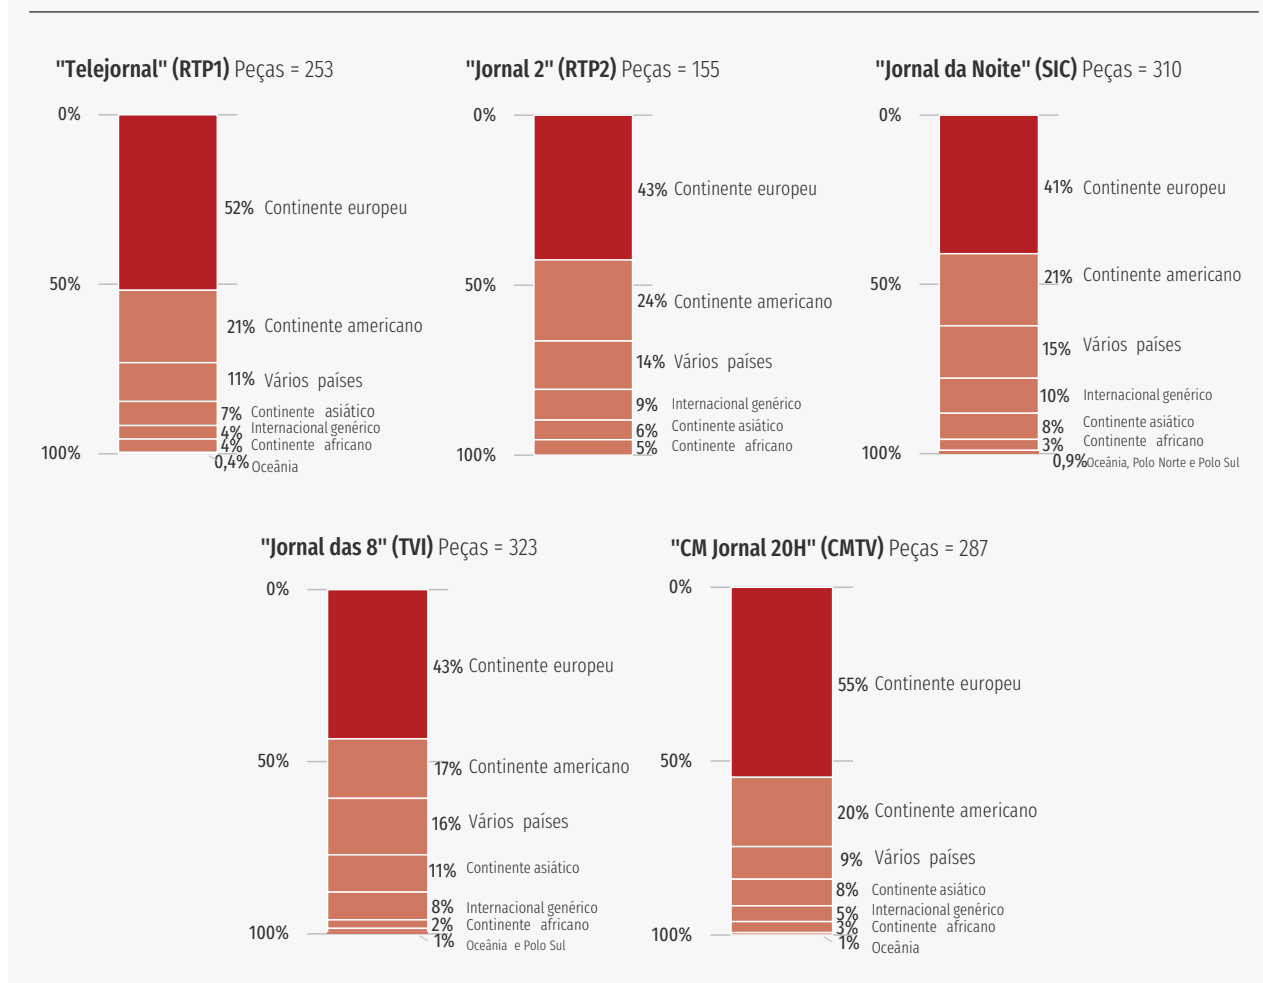 "Telejornal" (RTP1) Peças = 253
0%
52% Continente europeu
50%
21% Continente americano
11% Vários países
7% Continente asiático
4% Internacional genérico
4% Continente africano
100%
0,4% Oceânia
"Jornal 2" (RTP2) Peças = 155
0%
43% Continente europeu
50%
24% Continente americano
14% Vários países
9% Internacional genérico
6% Continente asiático
5% Continente africano
100%
"Jornal da Noite" (SIC) Peças = 310
0%
41% Continente europeu
50%
21% Continente americano
15% Vários países
10% Internacional genérico
8% Continente asiático
3% Continente africano
100%
0,9% Oceânia, Polo Norte e Polo Sul
"Jornal das 8" (TVI) Peças = 323
0%
43% Continente europeu
50%
17% Continente americano
16% Vários países
11% Continente asiático
8% Internacional genérico
2% Continente africano
100%
1% Oceânia e Polo Sul
"CM Jornal 20H" (CMTV) Peças = 287
0%
55% Continente europeu
50%
20% Continente americano
9% Vários países
8% Continente asiático
5% Internacional genérico
3% Continente africano
100%
1% Oceânia